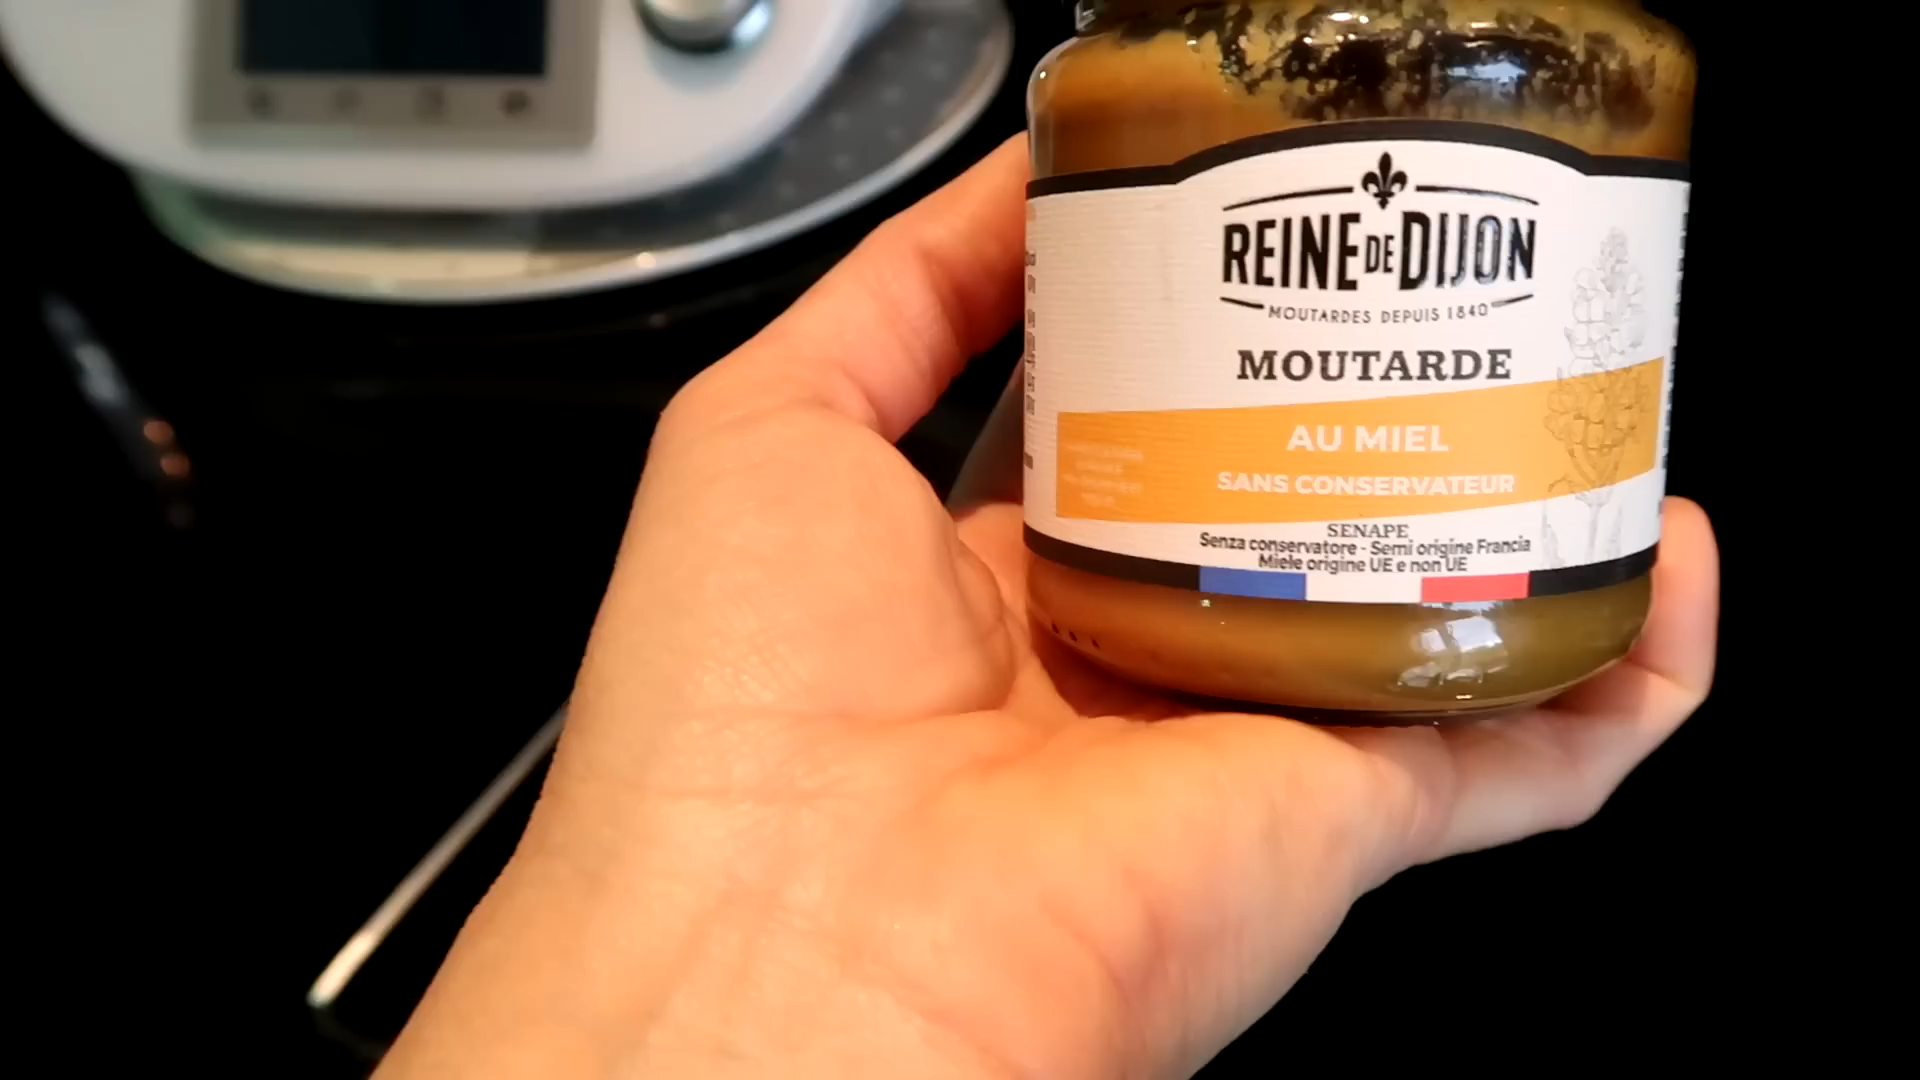 REINE DE DIJON
MOUTARDES DEPUIS 1840
MOUTARDE
AU MIEL
SANS CONSERVATEUR
SENAPE
Senza conservatore - Semi origine Francia
Miele origine UE e non UE